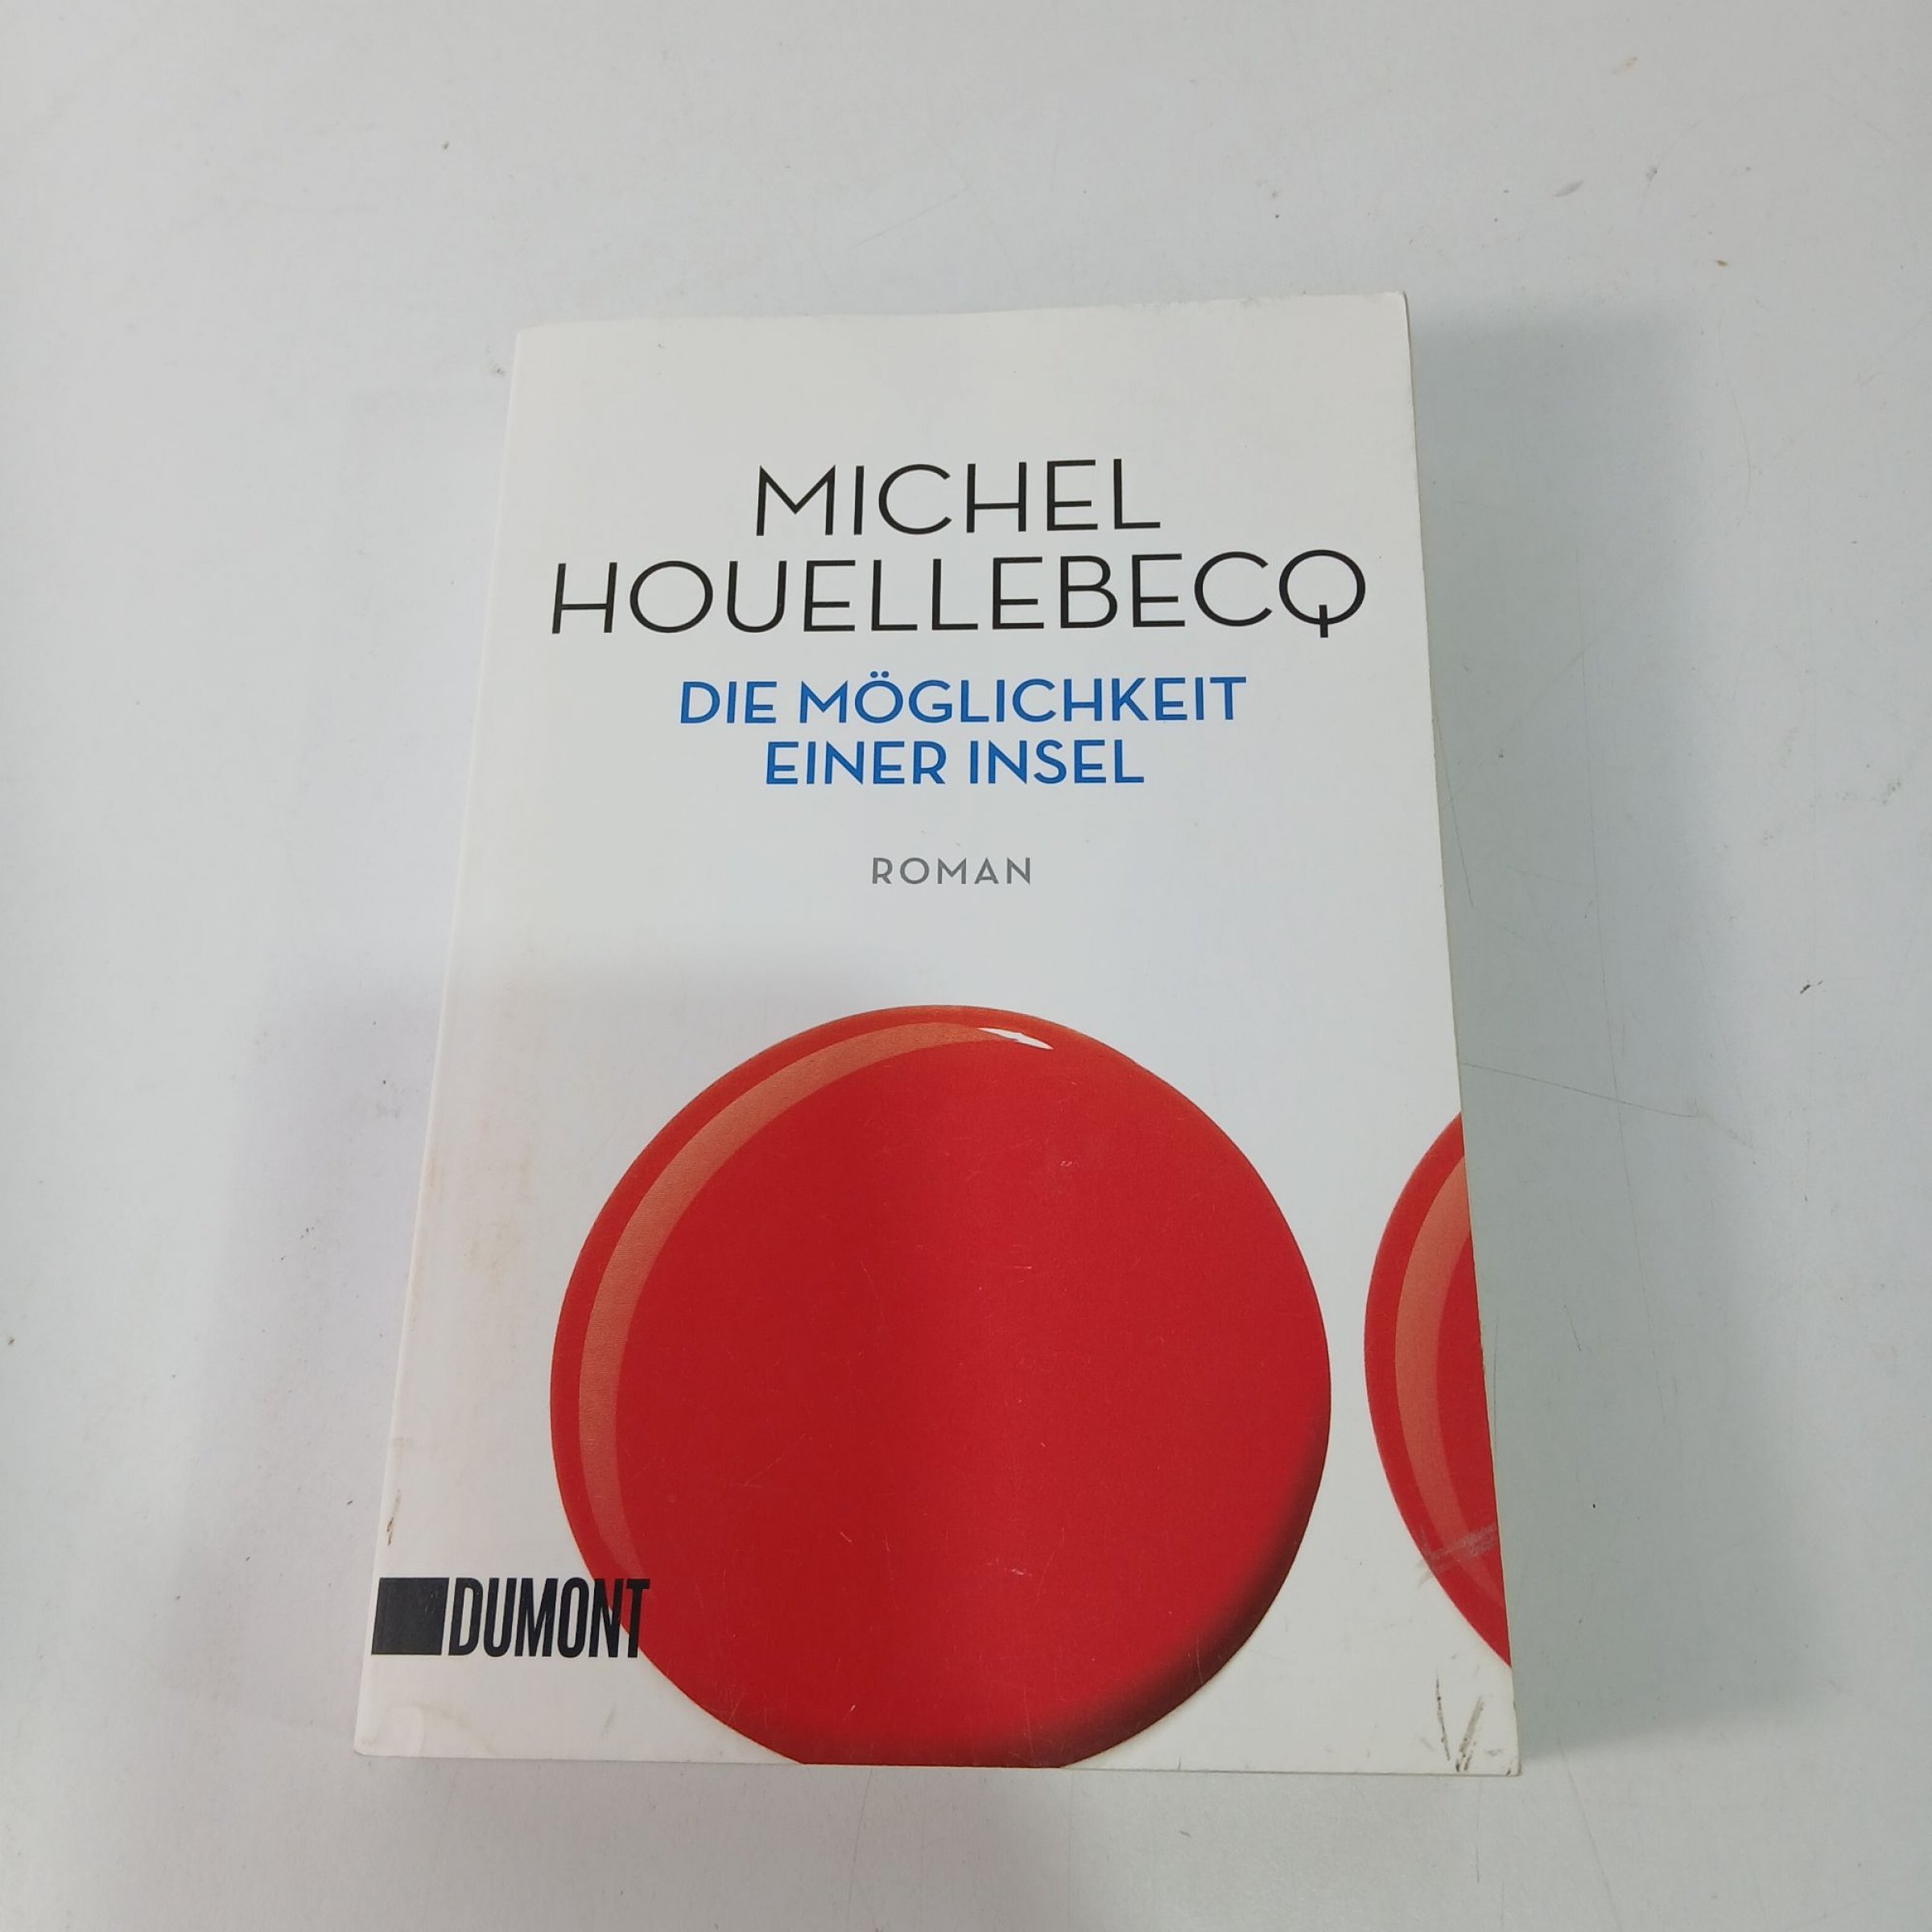 MICHEL
HOUELLEBECQ
DIE MÖGLICHKEIT
EINER INSEL
ROMAN
DUMONT